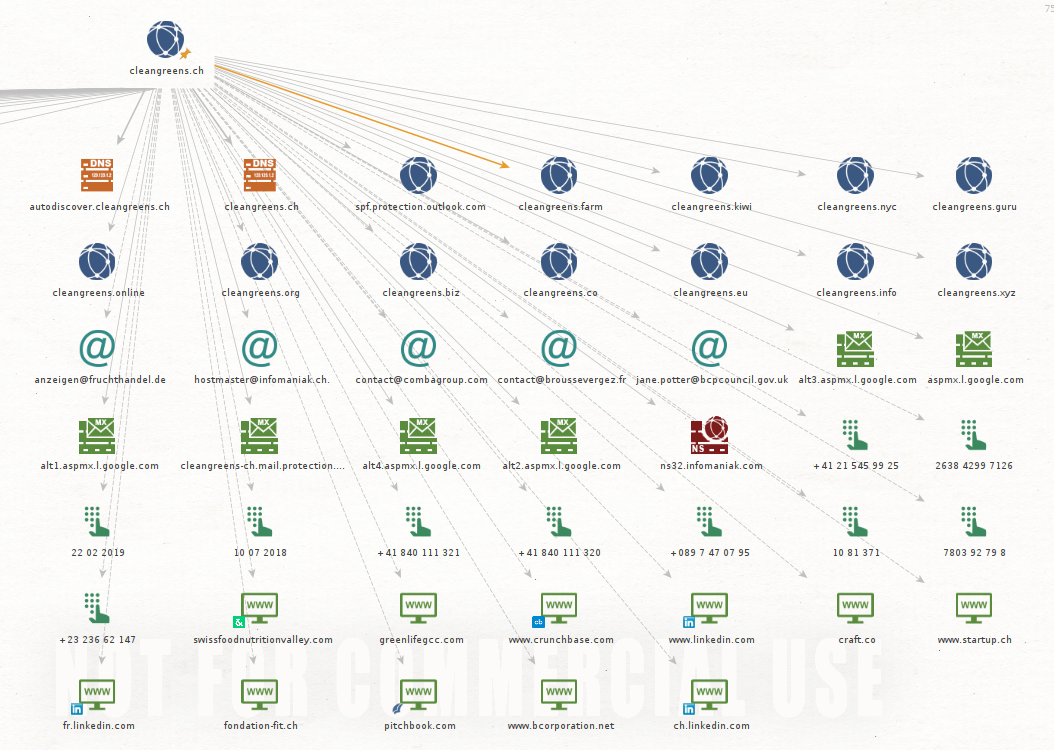 75
cleangreens.ch
DNS
DNS
autodiscover.cleangreens.ch
cleangreens.ch
spf.protection.outlook.com
cleangreens.farm
cleangreens.kiwi
cleangreens.nyc
cleangreens.guru
cleangreens.online
cleangreens.org
cleangreens.biz
cleangreens.co
cleangreens.eu
cleangreens.info
cleangreens.xyz
@
@
@
@
@
MX
MX
anzeigen@fruchthandel.de
hostmaster@infomaniak.ch.
contact@combagroup.com
contact@broussevergez.fr
jane.potter@bcpcouncil.gov.uk
alt3.aspmx.l.google.com
aspmx.l.google.com
MX
MX
MX
MX
NS
alt1.aspmx.l.google.com
cleangreens-ch.mail.protection....
alt4.aspmx.l.google.com
alt2.aspmx.l.google.com
ns32.infomaniak.com
+41 21 545 99 25
2638 4299 7126
22 02 2019
10 07 2018
+41 840 111 321
+41 840 111 320
+089 7 47 07 95
10 81 371
7803 92 79 8
WWW
&
WWW
WWW
cb
WWW
in
WWW
WWW
+23 236 62 147
swissfoodnutritionvalley.com
greenlifegcc.com
www.crunchbase.com
www.linkedin.com
craft.co
www.startup.ch
NOT FOR COMMERCIAL USE
WWW
in
WWW
WWW
WWW
WWW
in
fr.linkedin.com
fondation-fit.ch
pitchbook.com
www.bcorporation.net
ch.linkedin.com